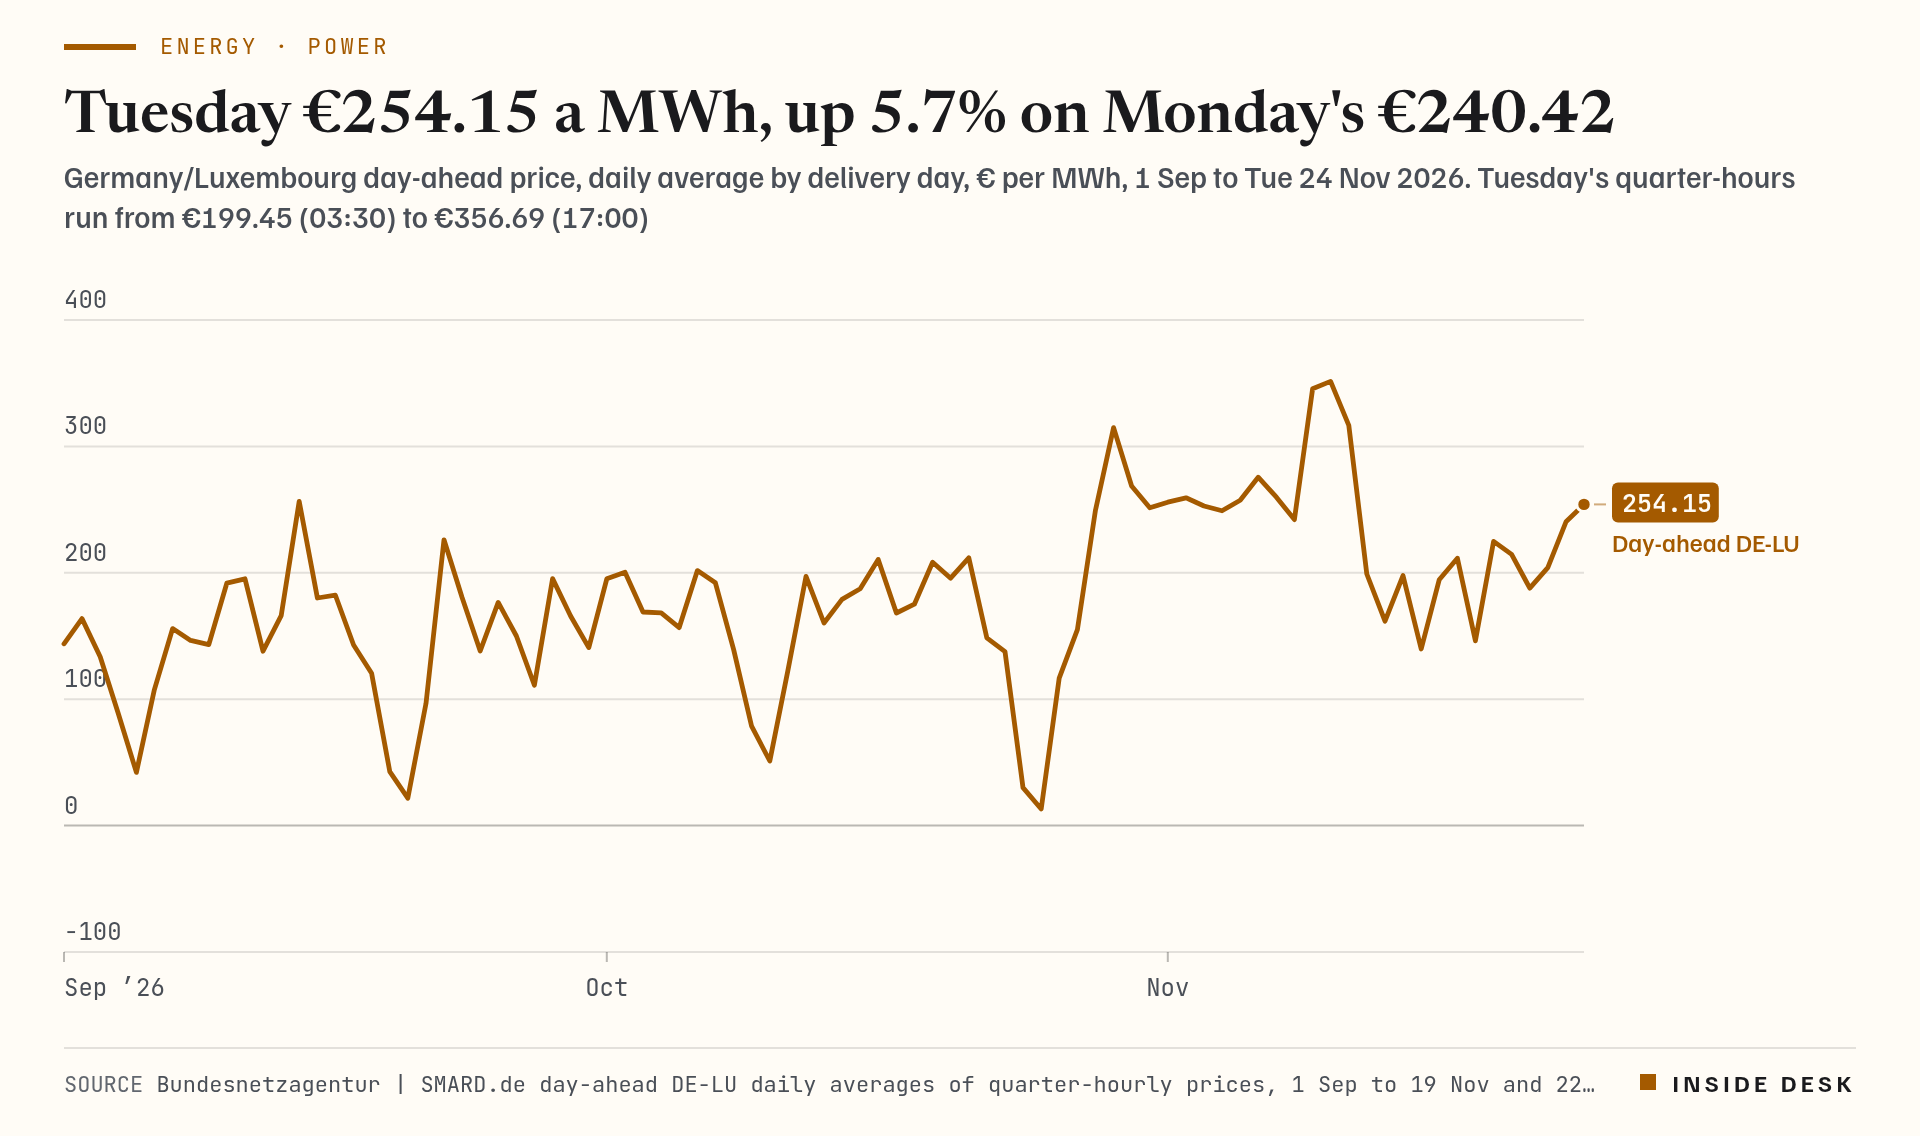 ENERGY · POWER
Tuesday €254.15 a MWh, up 5.7% on Monday's €240.42
Germany/Luxembourg day-ahead price, daily average by delivery day, € per MWh, 1 Sep to Tue 24 Nov 2026. Tuesday's quarter-hours
run from €199.45 (03:30) to €356.69 (17:00)
400
300
254.15
Day-ahead DE-LU
200
100
0
-100
Sep ’26
Oct
Nov
SOURCE Bundesnetzagentur | SMARD.de day-ahead DE-LU daily averages of quarter-hourly prices, 1 Sep to 19 Nov and 22…
INSIDE DESK